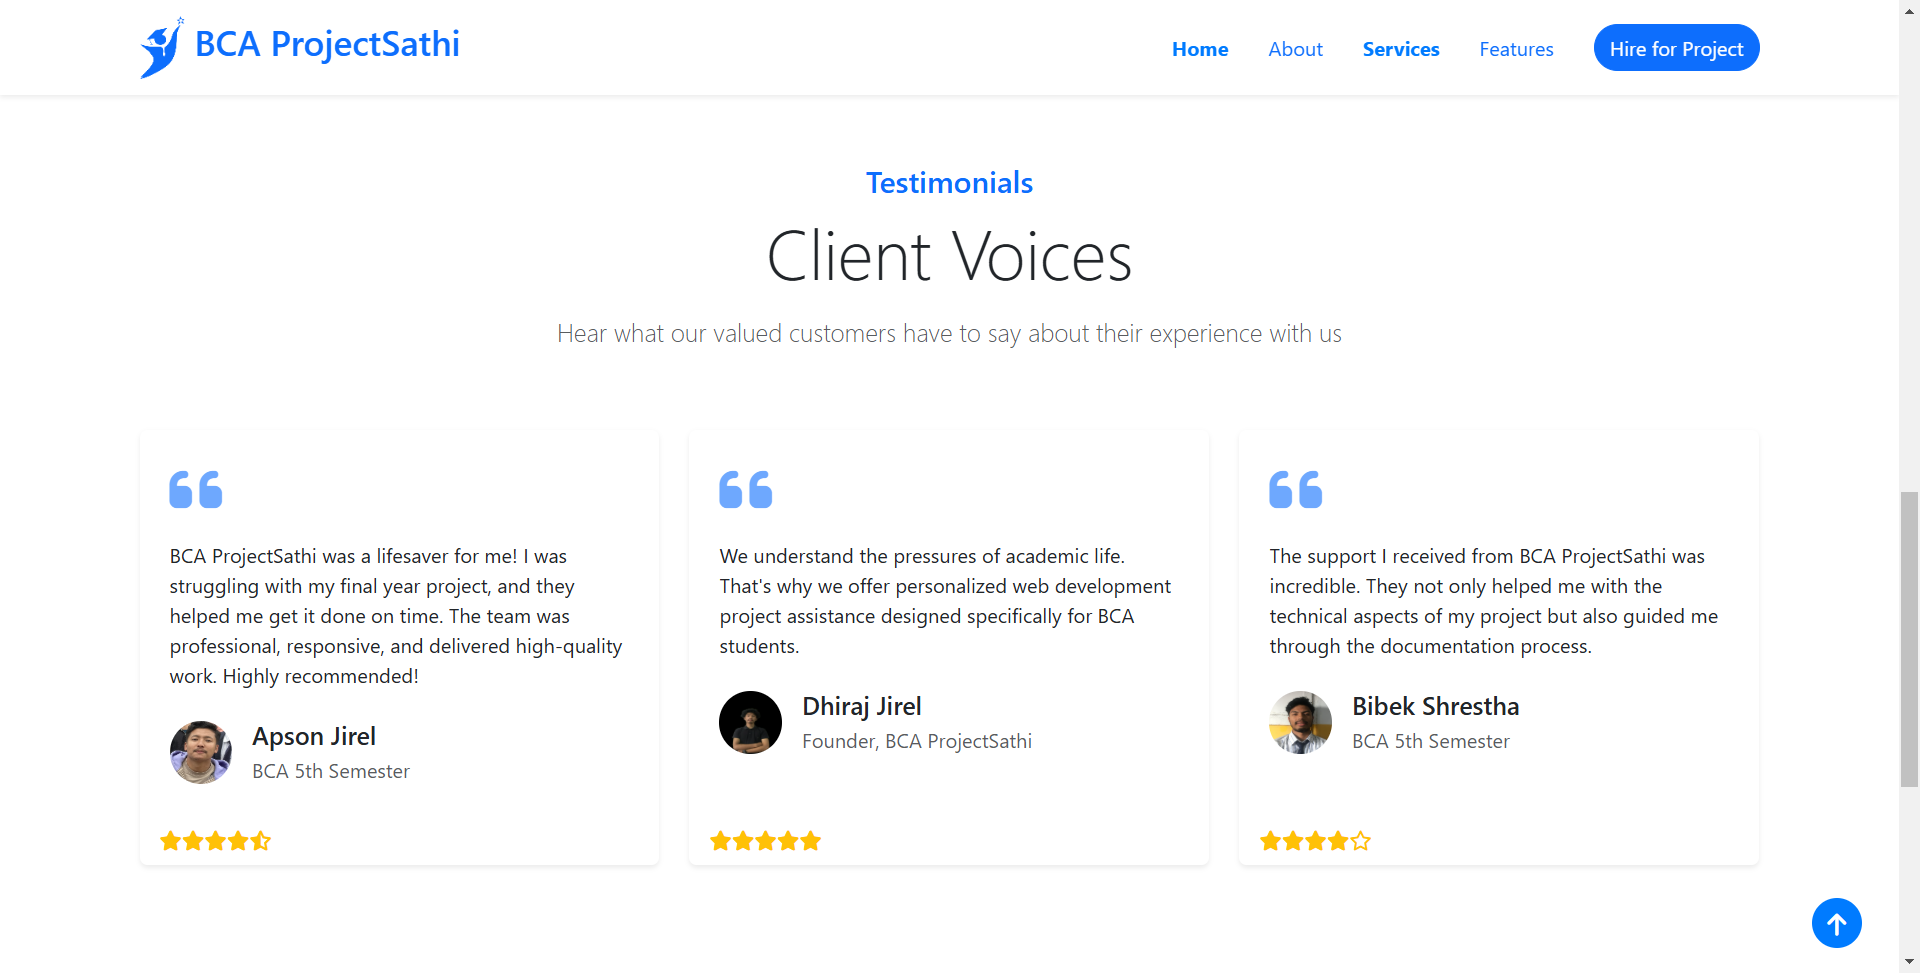 BCA ProjectSathi
Home About Services Features Hire for Project
Testimonials
Client Voices
Hear what our valued customers have to say about their experience with us
BCA ProjectSathi was a lifesaver for me! I was
struggling with my final year project, and they
helped me get it done on time. The team was
professional, responsive, and delivered high-quality
work. Highly recommended!
Apson Jirel
BCA 5th Semester
We understand the pressures of academic life.
That's why we offer personalized web development
project assistance designed specifically for BCA
students.
Dhiraj Jirel
Founder, BCA ProjectSathi
The support I received from BCA ProjectSathi was
incredible. They not only helped me with the
technical aspects of my project but also guided me
through the documentation process.
Bibek Shrestha
BCA 5th Semester